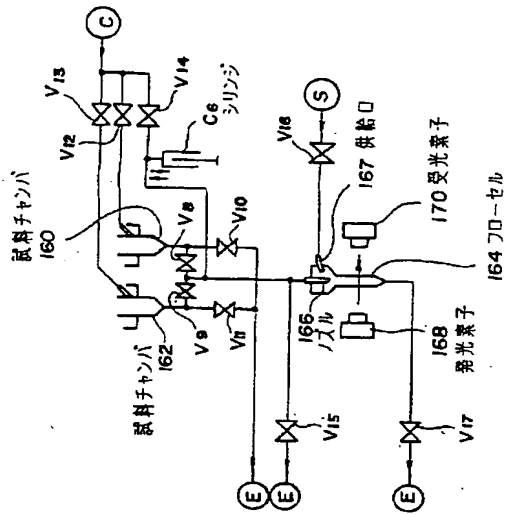 C
V13
V12
V14
C6
シリンジ
試料チャンバ
160
V8
V10
試料チャンバ
162
V9
V11
V16
S
167 供給口
170 受光素子
166
ノズル
164 フローセル
168
発光素子
V15
V17
E
E
E